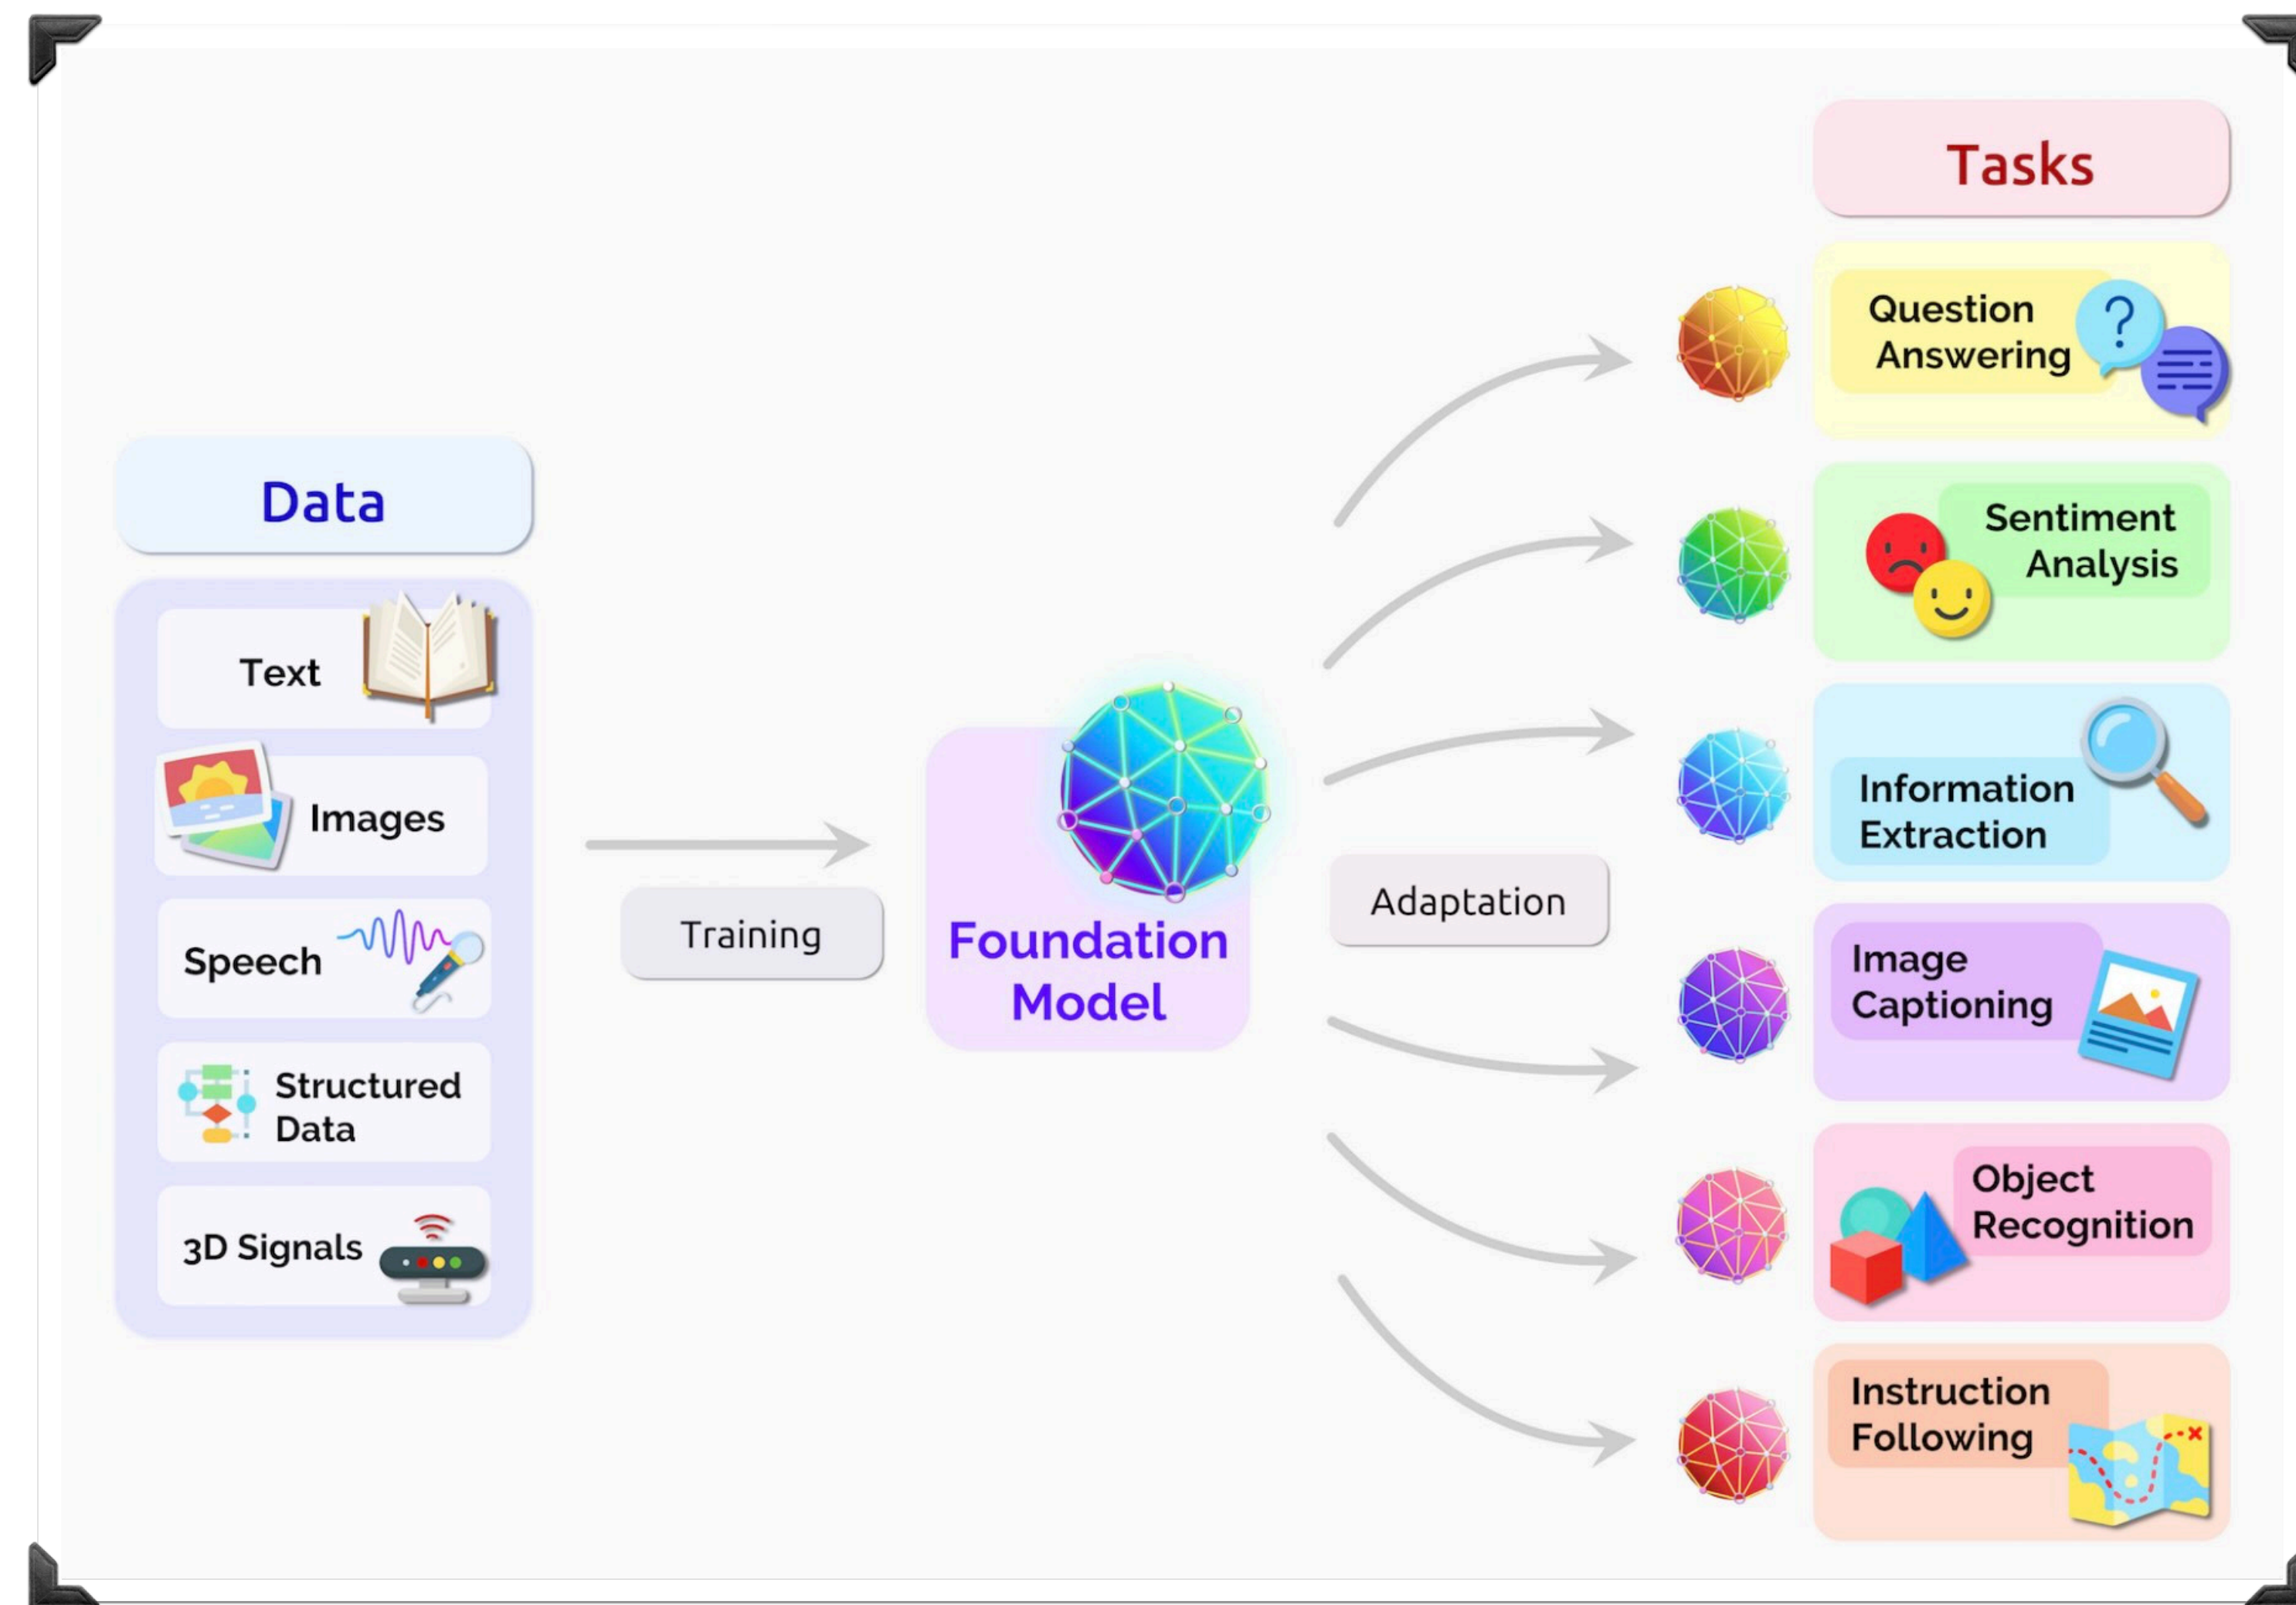 Data
Text
Images
Speech
Structured
Data
3D Signals
Training
Foundation
Model
Adaptation
Tasks
Question
Answering
Sentiment
Analysis
Information
Extraction
Image
Captioning
Object
Recognition
Instruction
Following